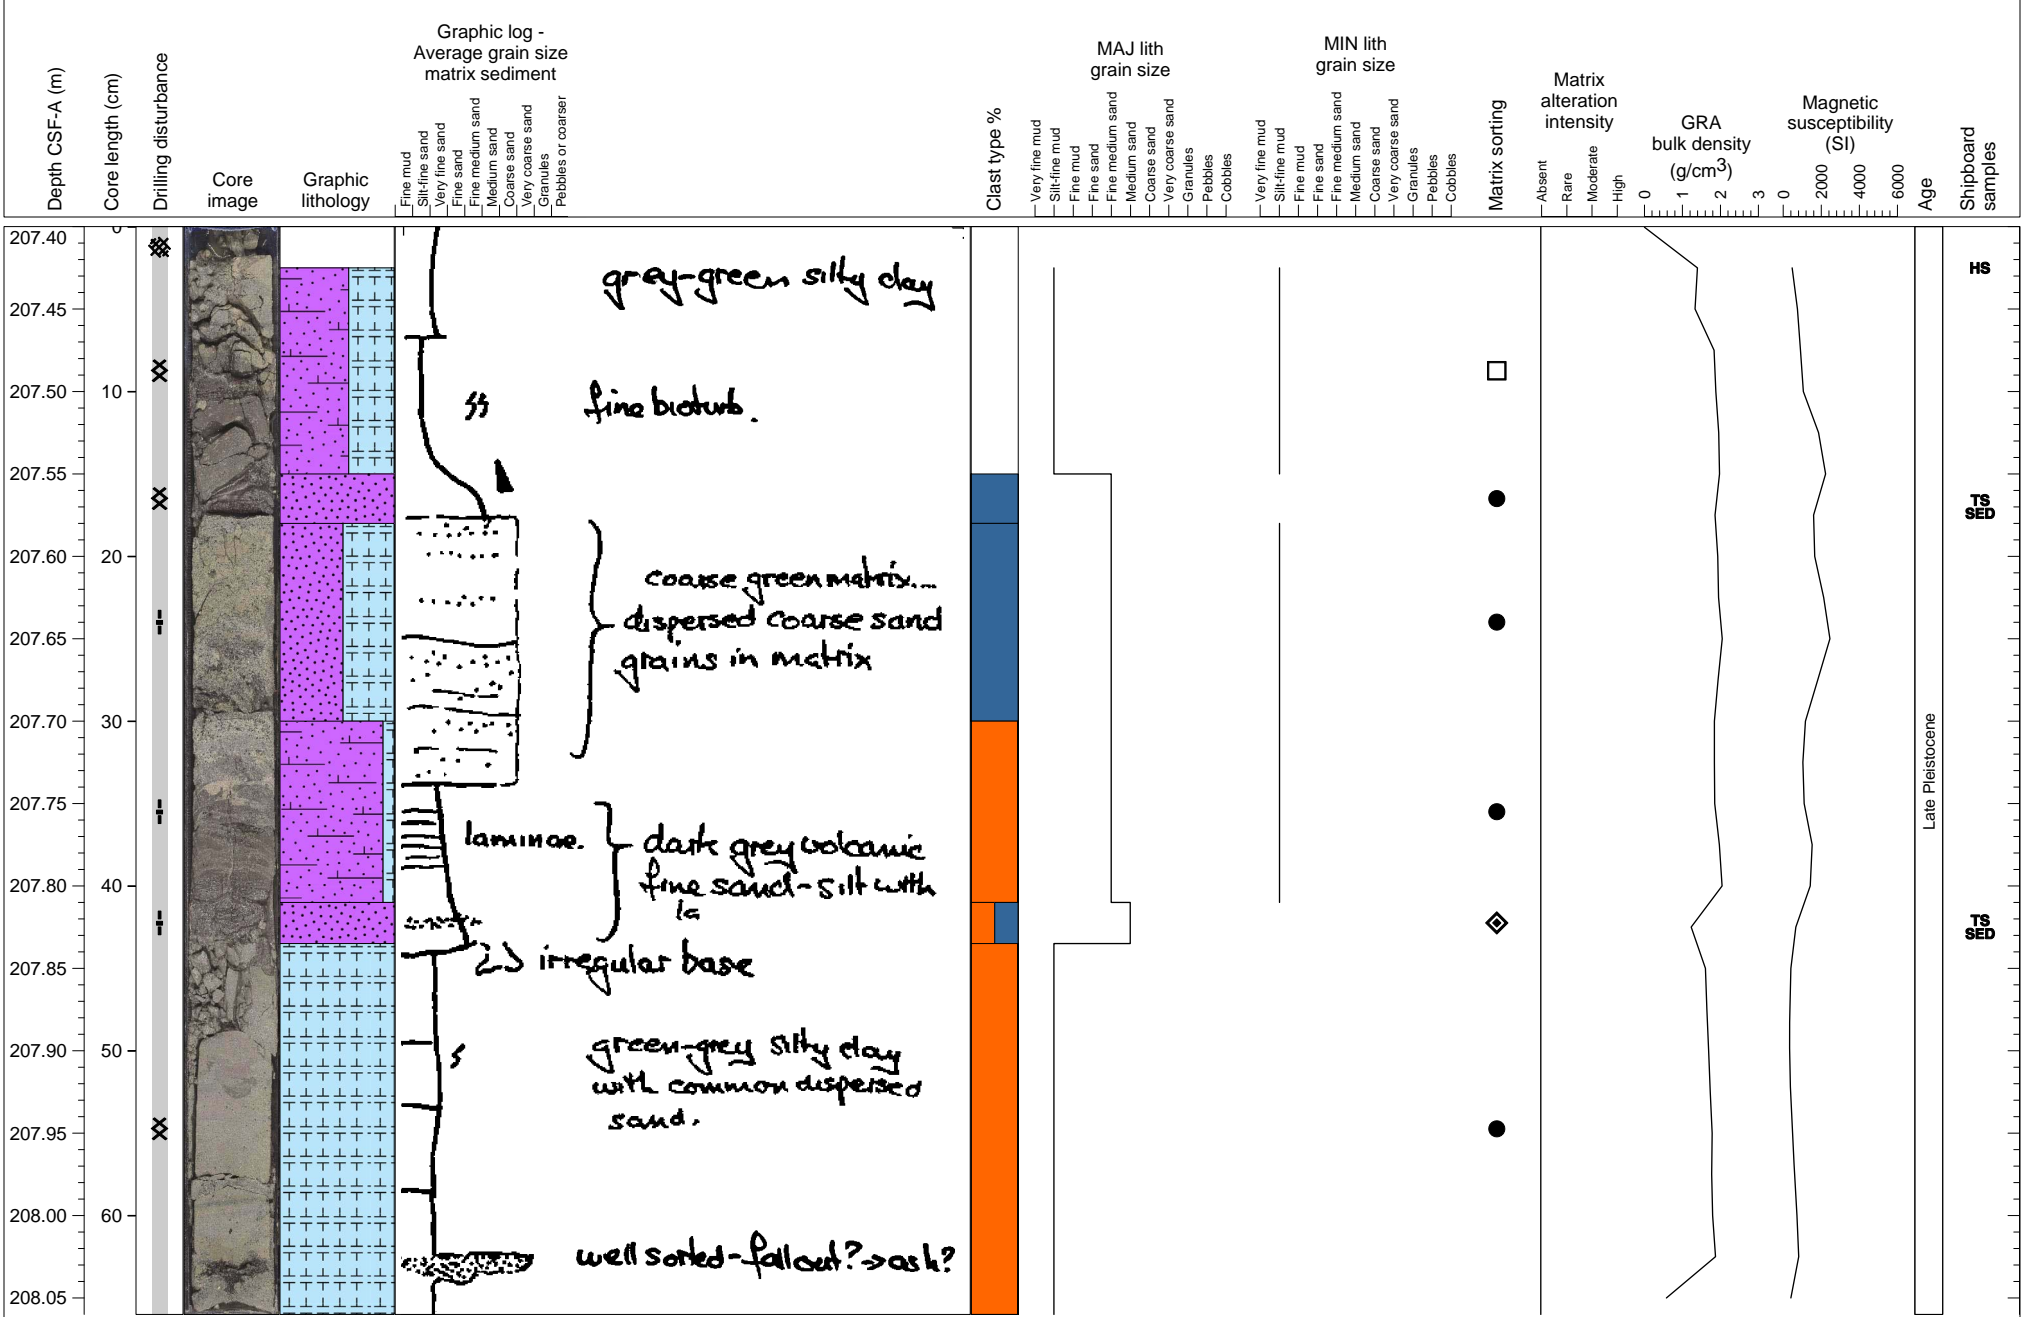 Depth CSF-A (m)
Core length (cm)
Drilling disturbance
Core
image
Graphic
lithology
Graphic log -
Average grain size
matrix sediment
Fine mud
Silt-fine sand
Very fine sand
Fine sand
Fine medium sand
Medium sand
Coarse sand
Very coarse sand
Granules
Pebbles or coarser
Clast type %
MAJ lith
grain size
Very fine mud
Silt-fine mud
Fine mud
Fine sand
Fine medium sand
Medium sand
Coarse sand
Very coarse sand
Granules
Pebbles
Cobbles
MIN lith
grain size
Very fine mud
Silt-fine mud
Fine mud
Fine sand
Fine medium sand
Medium sand
Coarse sand
Very coarse sand
Granules
Pebbles
Cobbles
Matrix sorting
Matrix
alteration
intensity
Absent
Rare
Moderate
High
GRA
bulk density
(g/cm3)
0 1 2 3
Magnetic
susceptibility
(SI)
0 2000 4000 6000
Age
Shipboard
samples
207.40
207.45
207.50
207.55
207.60
207.65
207.70
207.75
207.80
207.85
207.90
207.95
208.00
208.05
0
10
20
30
40
50
60
grey-green silty clay
fine bioturb.
coarse green matrix...
dispersed coarse sand
grains in matrix
laminae.
dark grey volcanic
fine sand-silt with
la
irregular base
green-grey silty clay
with common dispersed
sand.
well sorted-fallout?->ash?
Late Pleistocene
HS
TS
SED
TS
SED